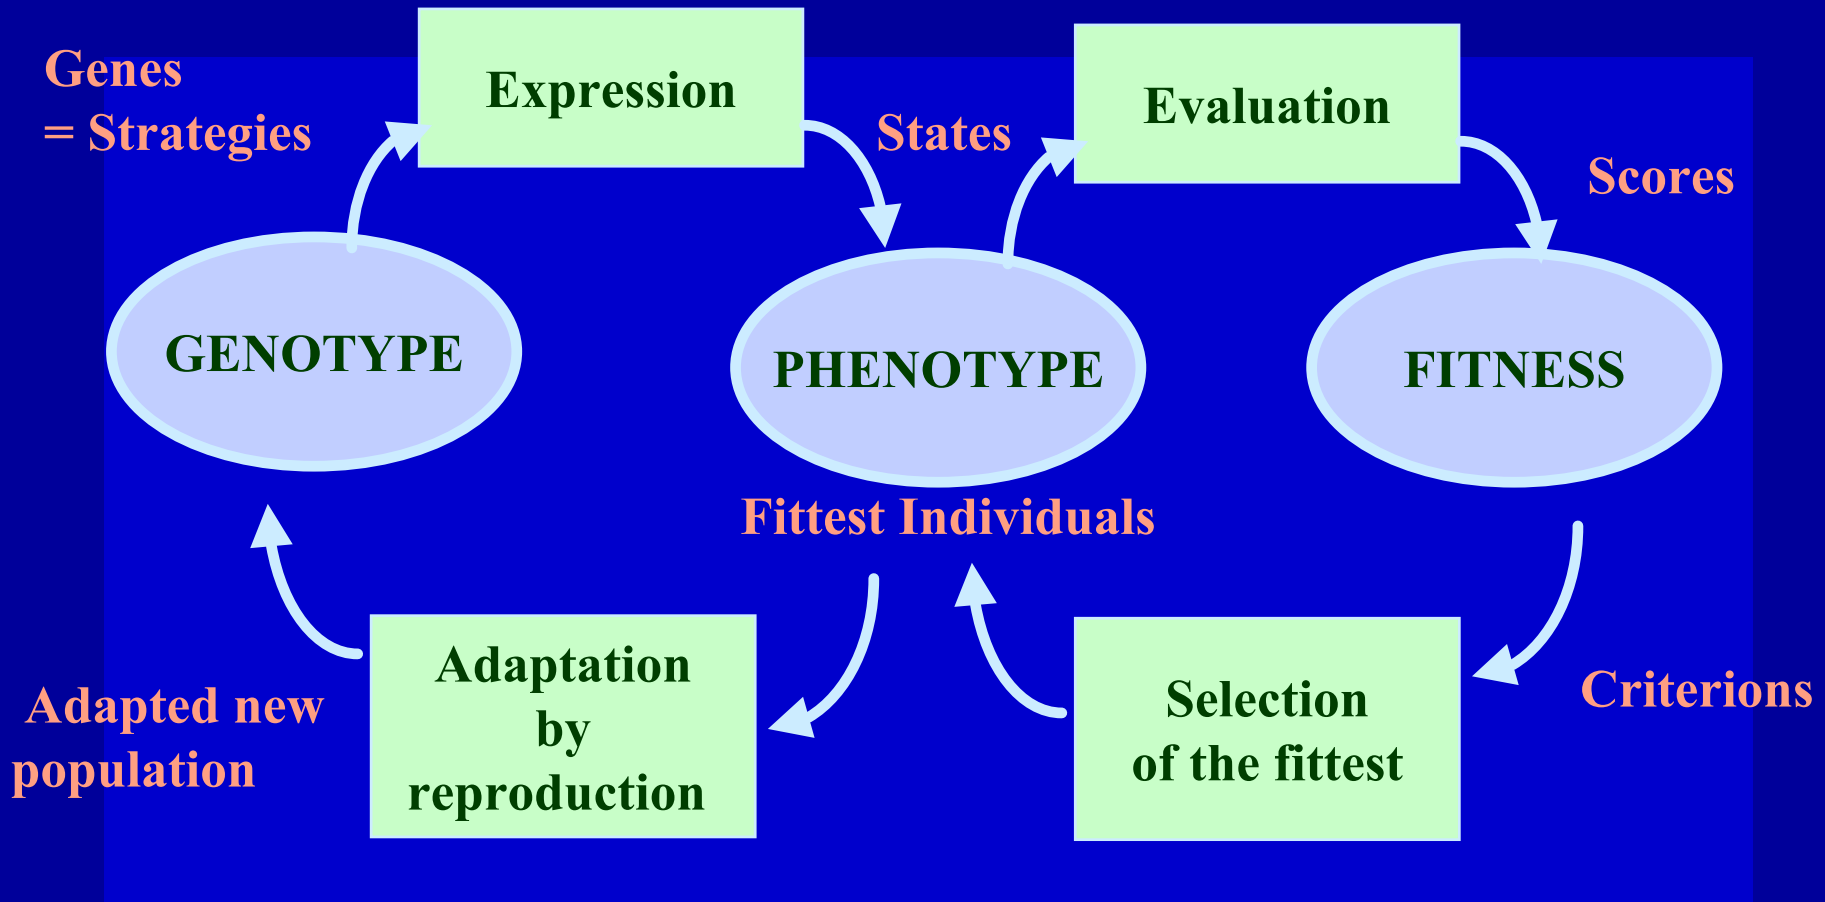 Genes
= Strategies
Expression
States
Evaluation
Scores
GENOTYPE
PHENOTYPE
FITNESS
Fittest Individuals
Adapted new
population
Adaptation
by
reproduction
Selection
of the fittest
Criterions